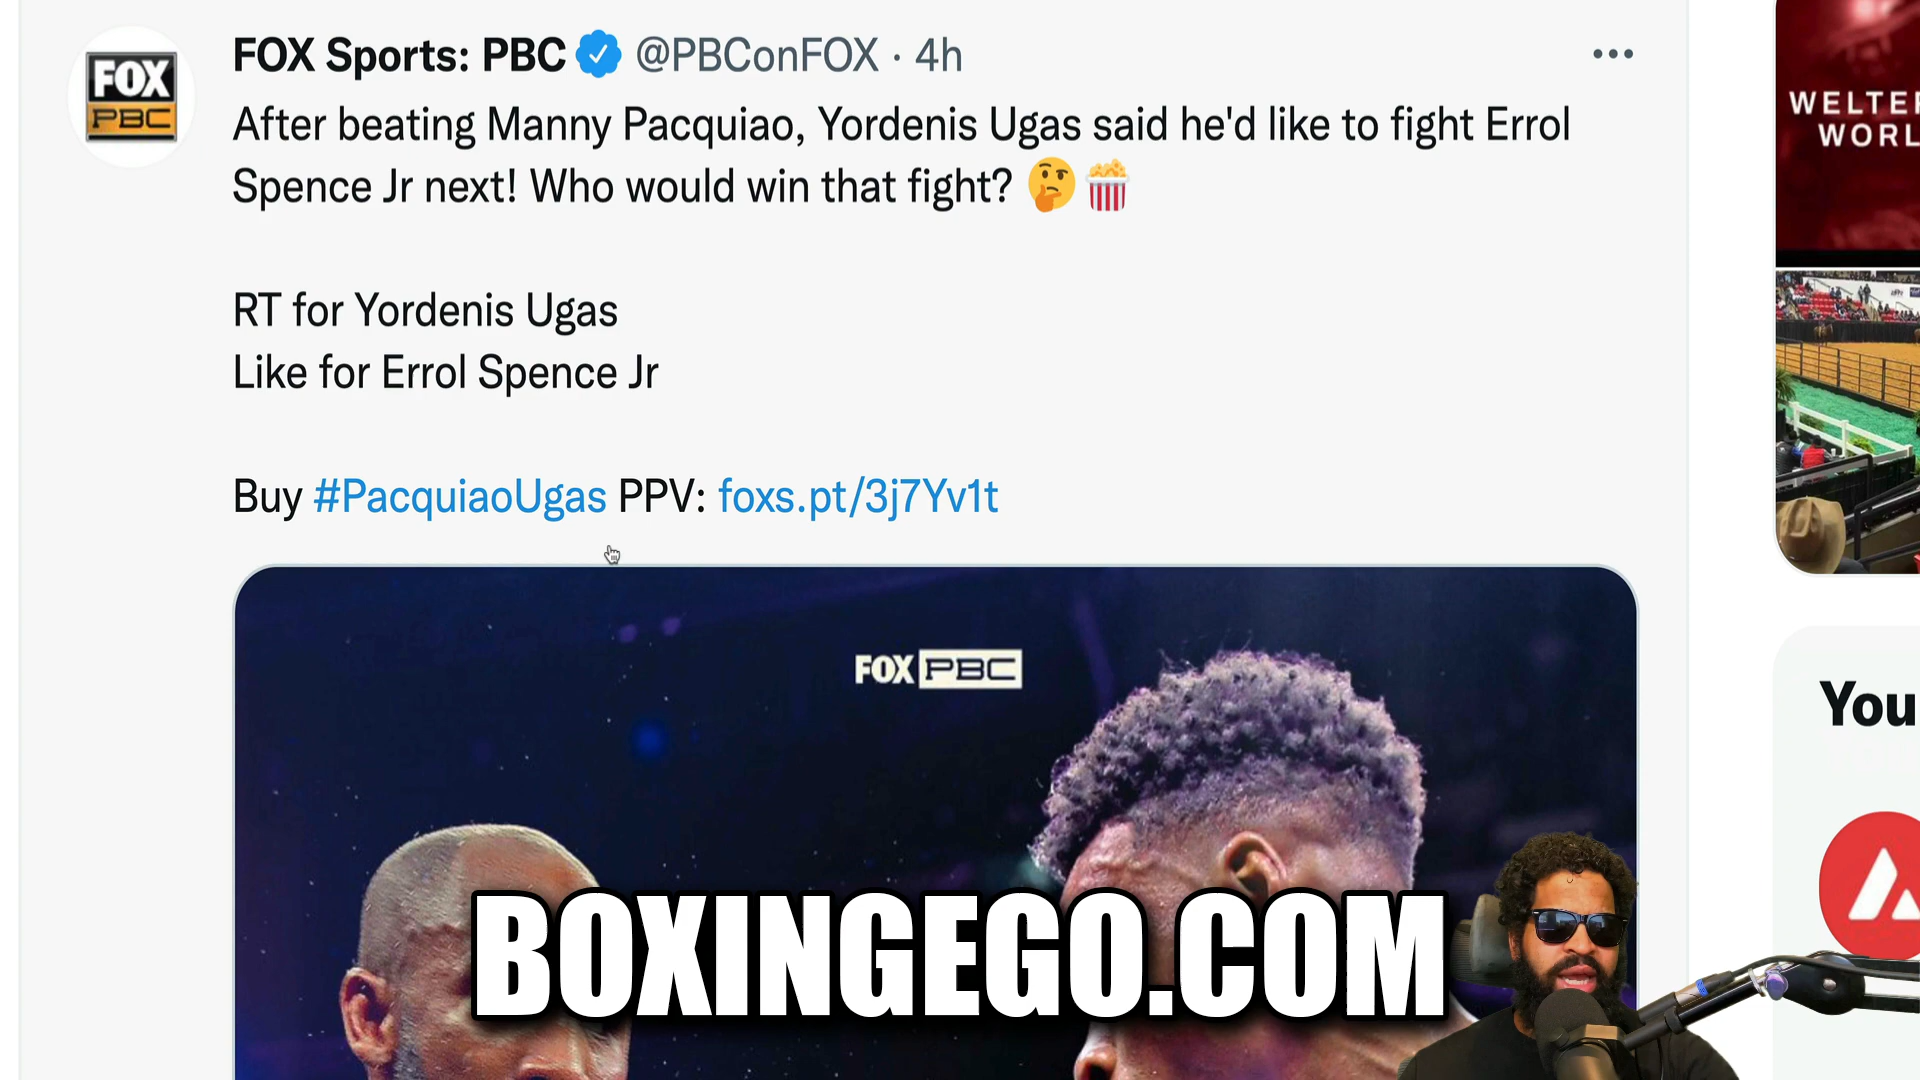 FOX Sports: PBC @PBConFOX · 4h
FOX
PBC
After beating Manny Pacquiao, Yordenis Ugas said he'd like to fight Errol
Spence Jr next! Who would win that fight? 🤔🍿
RT for Yordenis Ugas
Like for Errol Spence Jr
Buy #PacquiaoUgas PPV: foxs.pt/3j7Yv1t
FOX PBC
BOXINGEGO.COM
WELTE
WORL
You